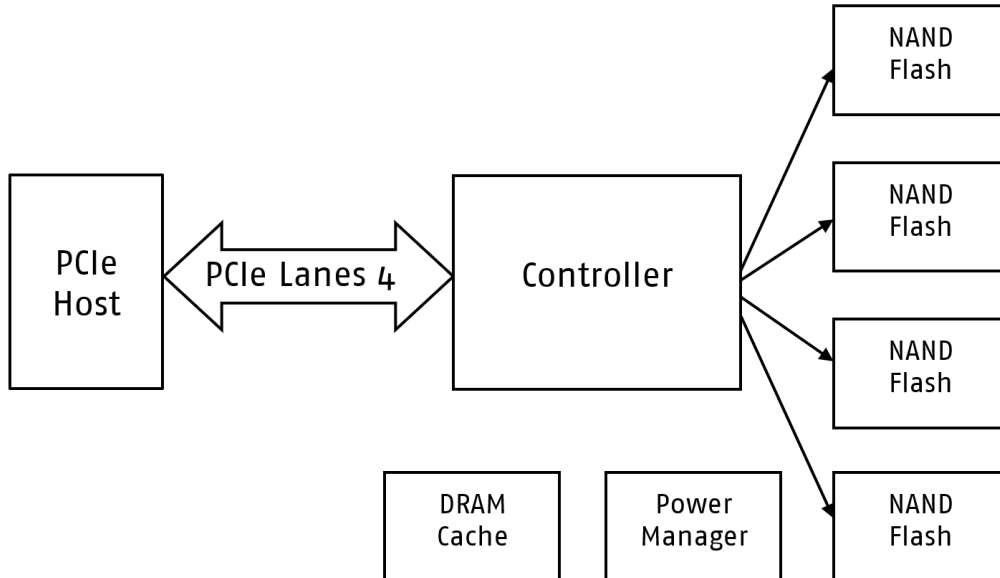 PCIe
Host
PCIe Lanes 4
Controller
NAND
Flash
NAND
Flash
NAND
Flash
NAND
Flash
DRAM
Cache
Power
Manager